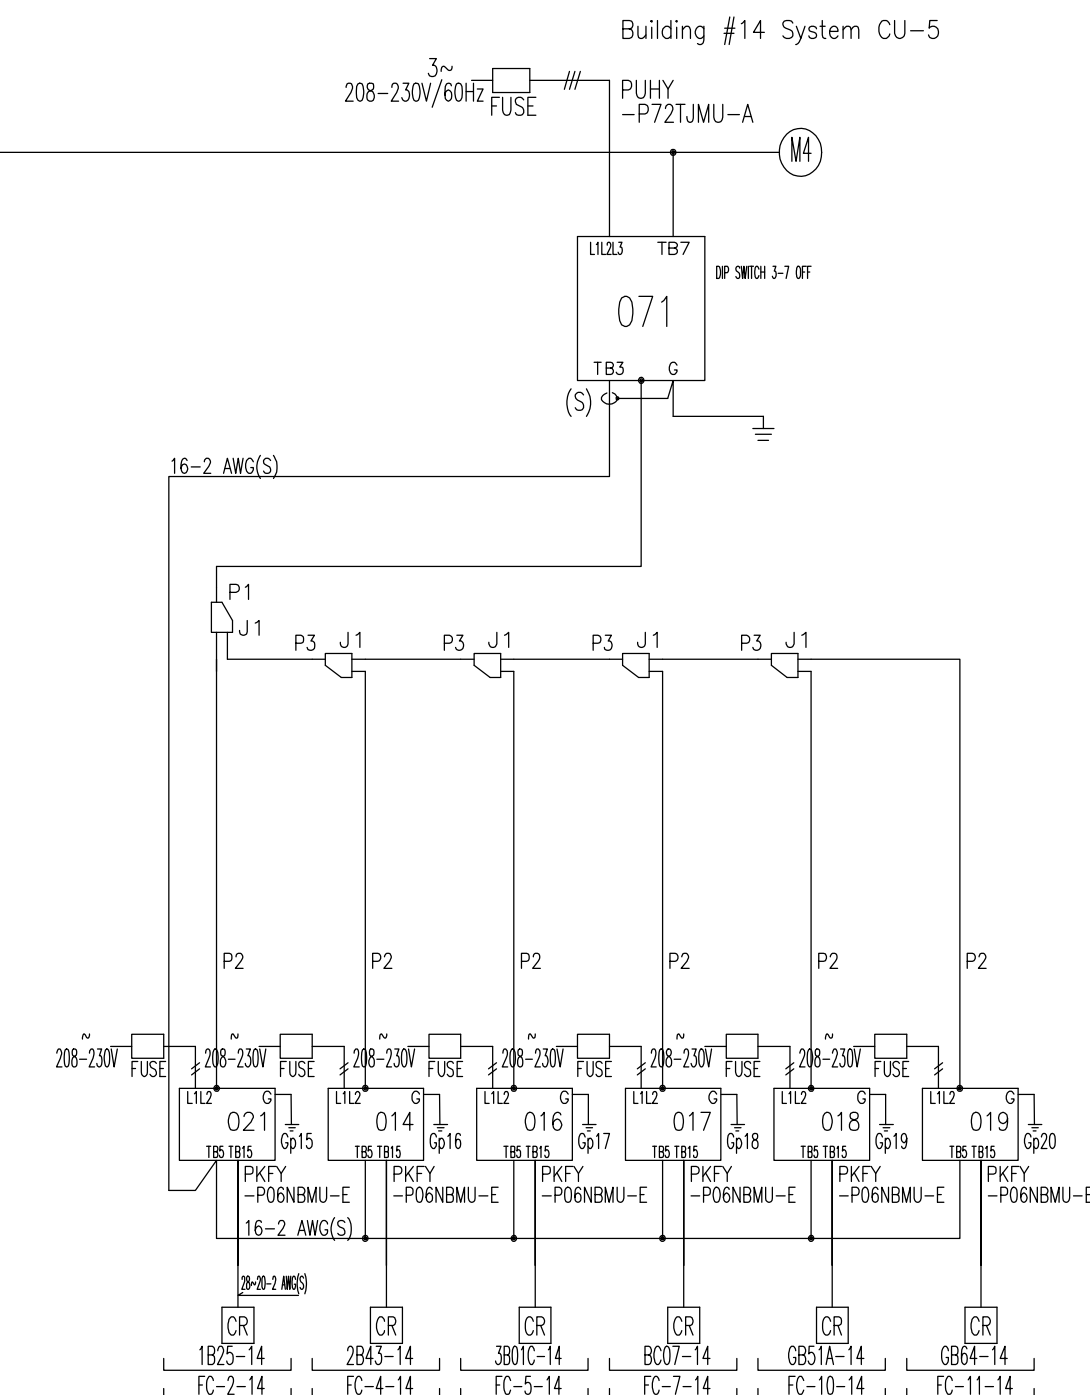 Building #14 System CU-5
3~
208-230V/60Hz
FUSE
PUHY
-P72TJMU-A
M4
L1L2L3 TB7
DIP SWITCH 3-7 OFF
071
TB3 G
(S)
16-2 AWG(S)
P1
J1
P3 J1 P3 J1 P3 J1 P3 J1
P2 P2 P2 P2 P2 P2
~ ~ ~ ~ ~ ~
208-230V 208-230V 208-230V 208-230V 208-230V 208-230V
FUSE FUSE FUSE FUSE FUSE FUSE
L1L2 G L1L2 G L1L2 G L1L2 G L1L2 G L1L2 G
021 014 016 017 018 019
Gp15 Gp16 Gp17 Gp18 Gp19 Gp20
TB5 TB15 TB5 TB15 TB5 TB15 TB5 TB15 TB5 TB15 TB5 TB15
PKFY PKFY PKFY PKFY PKFY PKFY
-P06NBMU-E -P06NBMU-E -P06NBMU-E -P06NBMU-E -P06NBMU-E -P06NBMU-E
16-2 AWG(S)
28~20-2 AWG(S)
CR CR CR CR CR CR
1B25-14 2B43-14 3B01C-14 BC07-14 GB51A-14 GB64-14
FC-2-14 FC-4-14 FC-5-14 FC-7-14 FC-10-14 FC-11-14